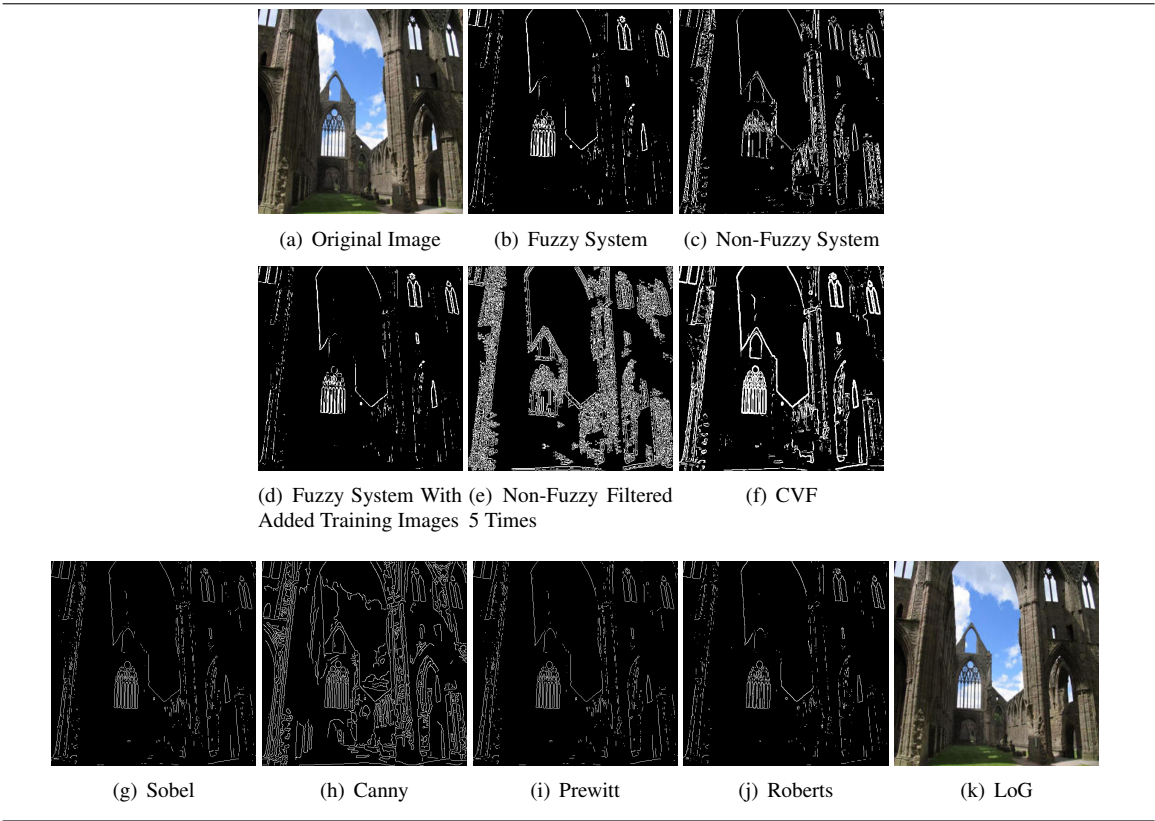 (a) Original Image (b) Fuzzy System (c) Non-Fuzzy System
(d) Fuzzy System With
Added Training Images
(e) Non-Fuzzy Filtered
5 Times
(f) CVF
(g) Sobel (h) Canny (i) Prewitt (j) Roberts (k) LoG